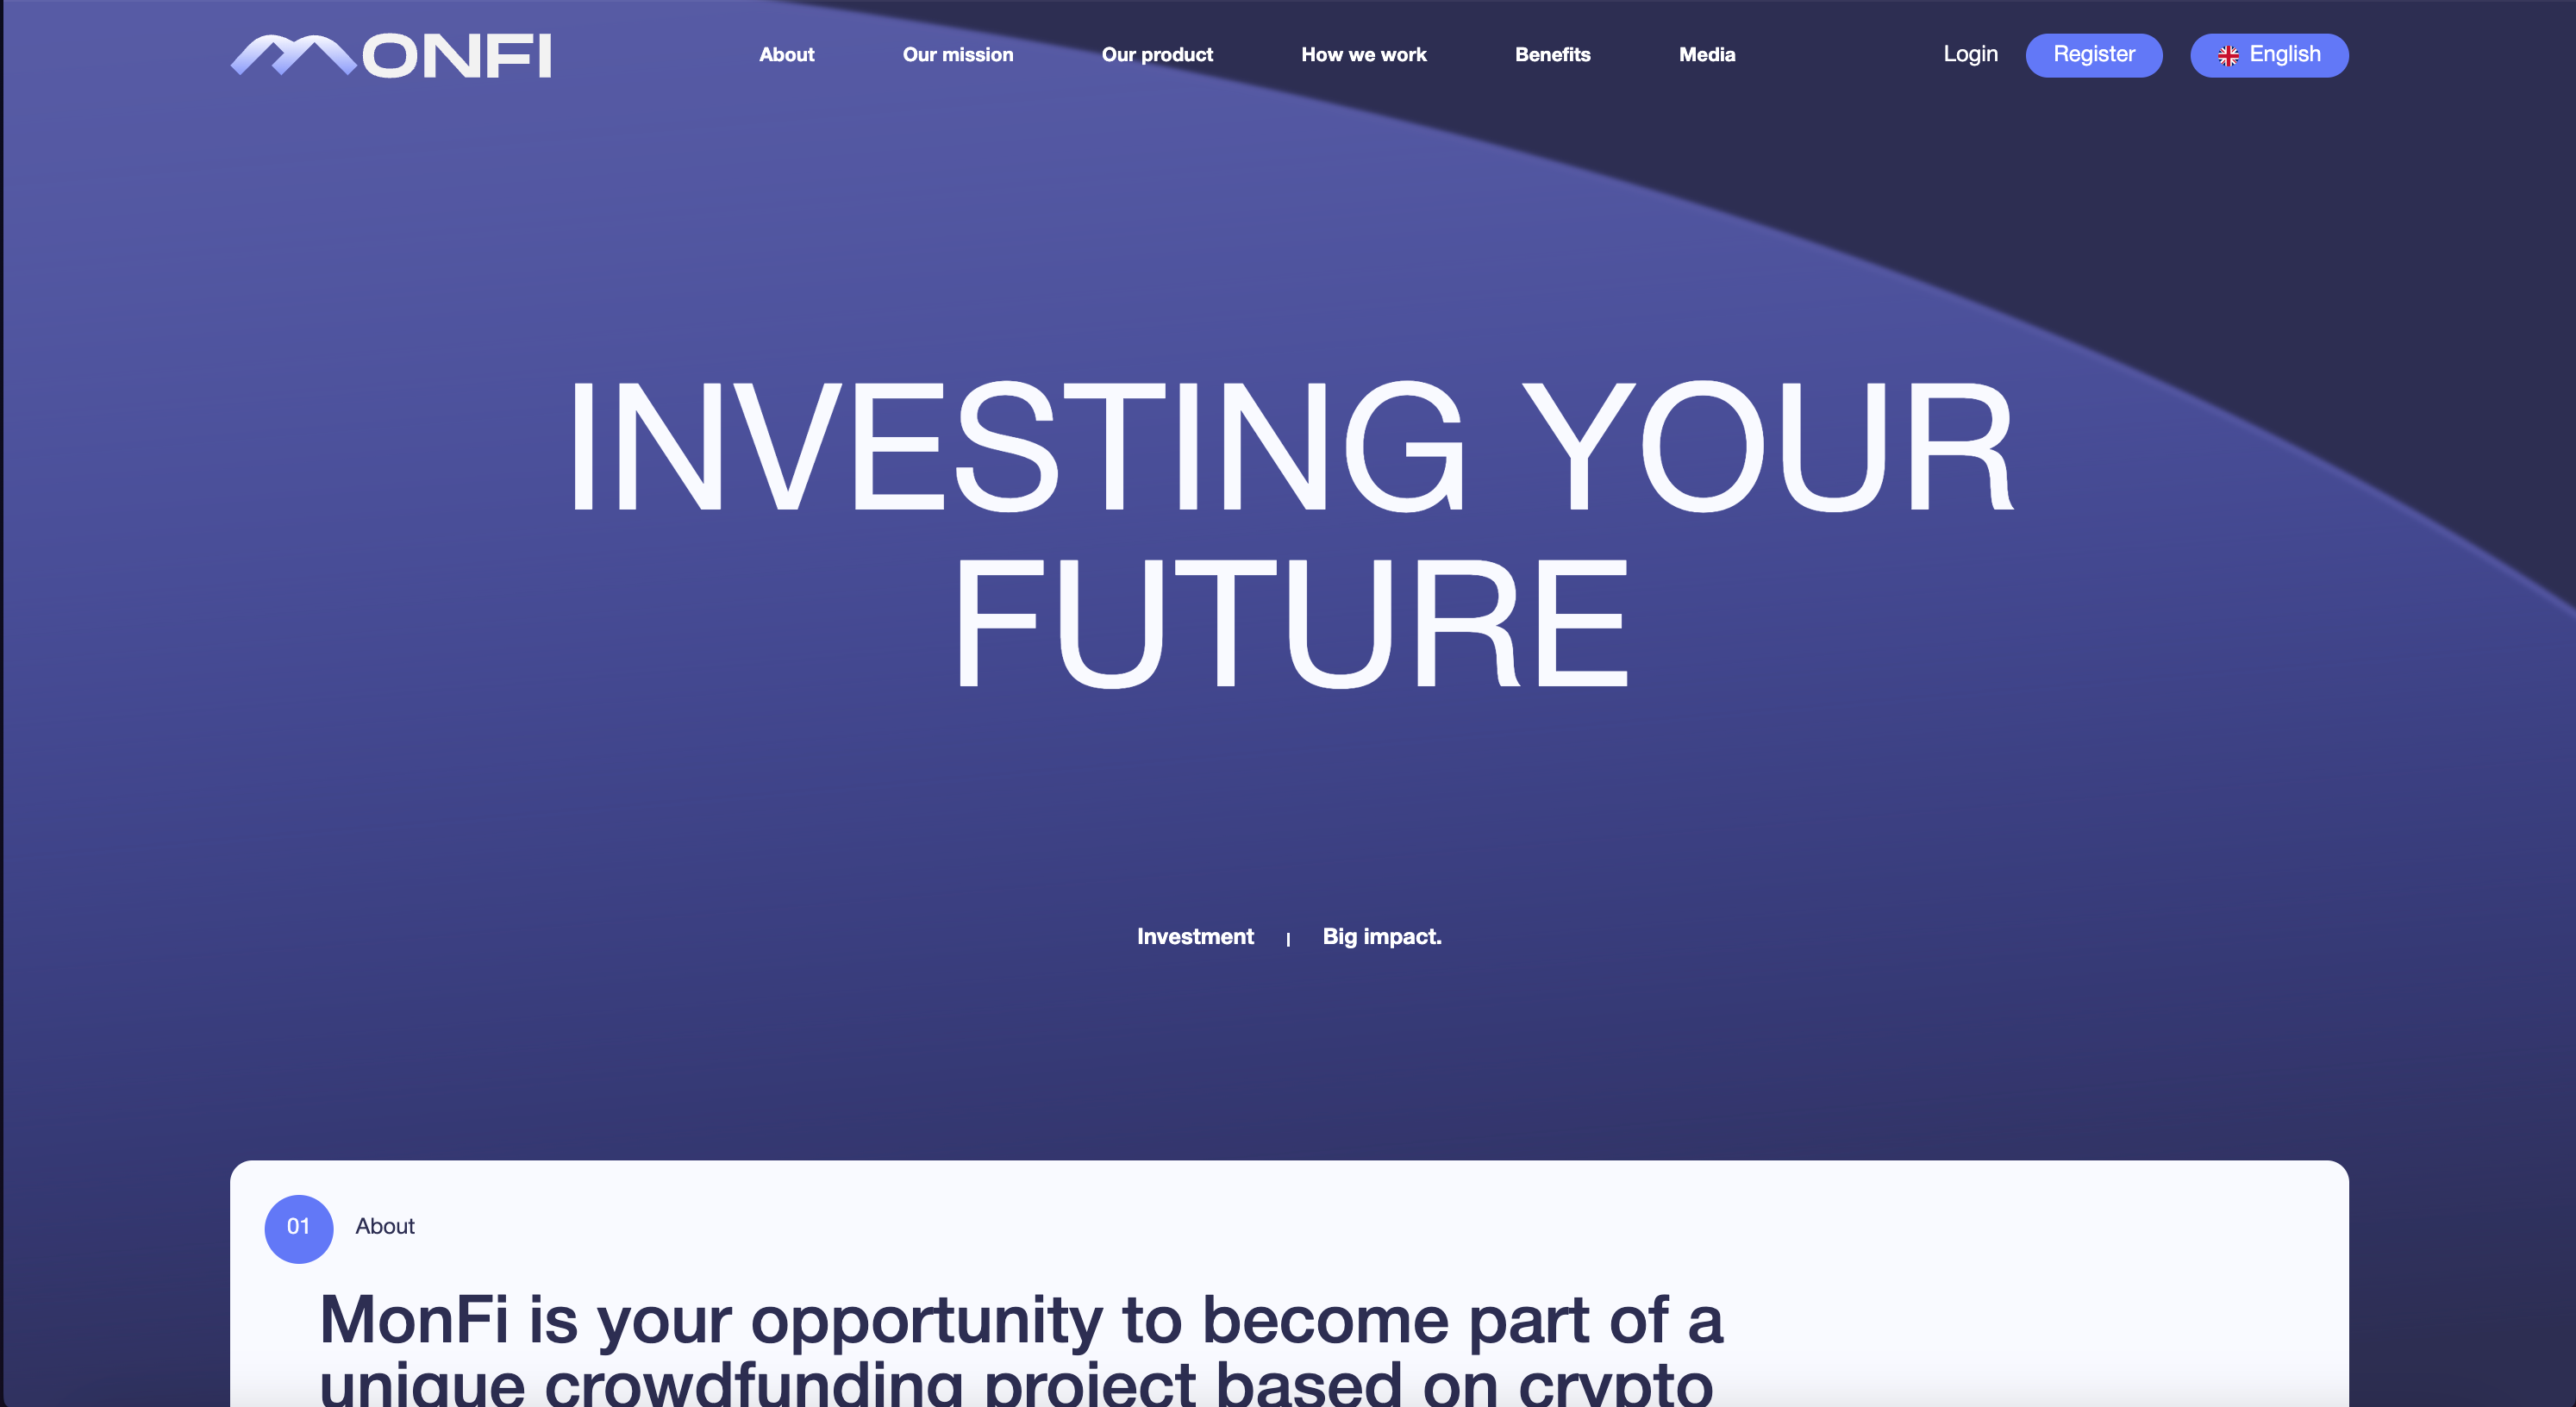 MONFI
About Our mission Our product How we work Benefits Media Login Register English
INVESTING YOUR
FUTURE
Investment | Big impact.
01 About
MonFi is your opportunity to become part of a
unique crowdfunding project based on crypto